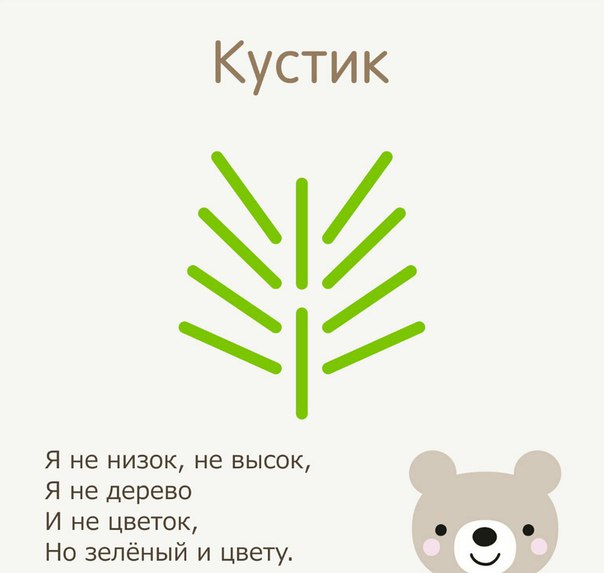 Кустик
Я не низок, не высок,
Я не дерево
И не цветок,
Но зелёный и цвету.